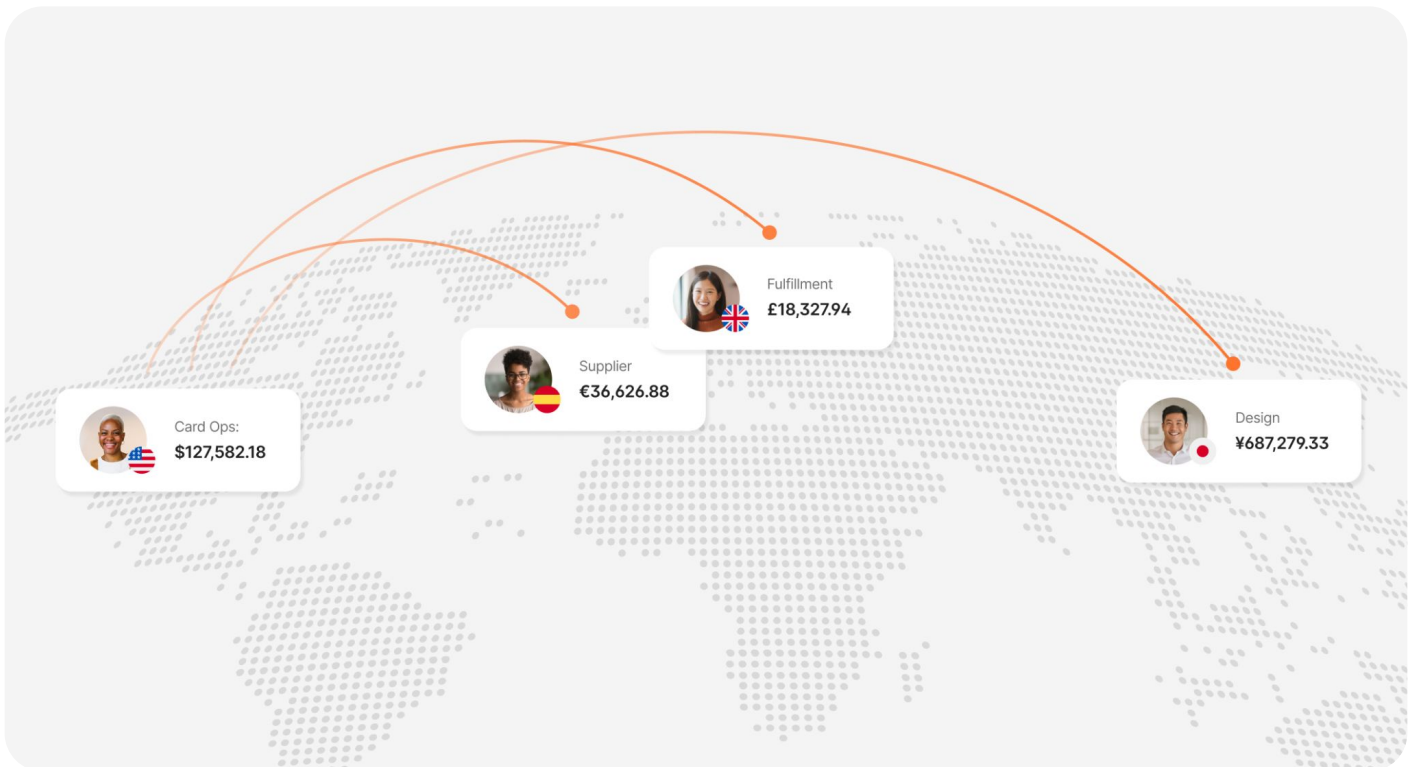 Fulfillment
£18,327.94
Supplier
€36,626.88
Card Ops:
$127,582.18
Design
¥687,279.33